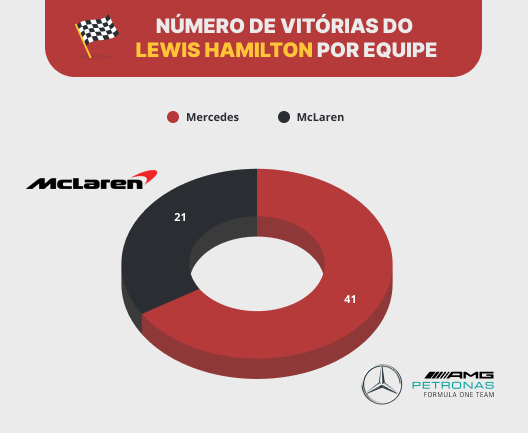 NÚMERO DE VITÓRIAS DO
LEWIS HAMILTON POR EQUIPE
Mercedes
McLaren
McLaren
21
41
AMG
PETRONAS
FORMULA ONE TEAM